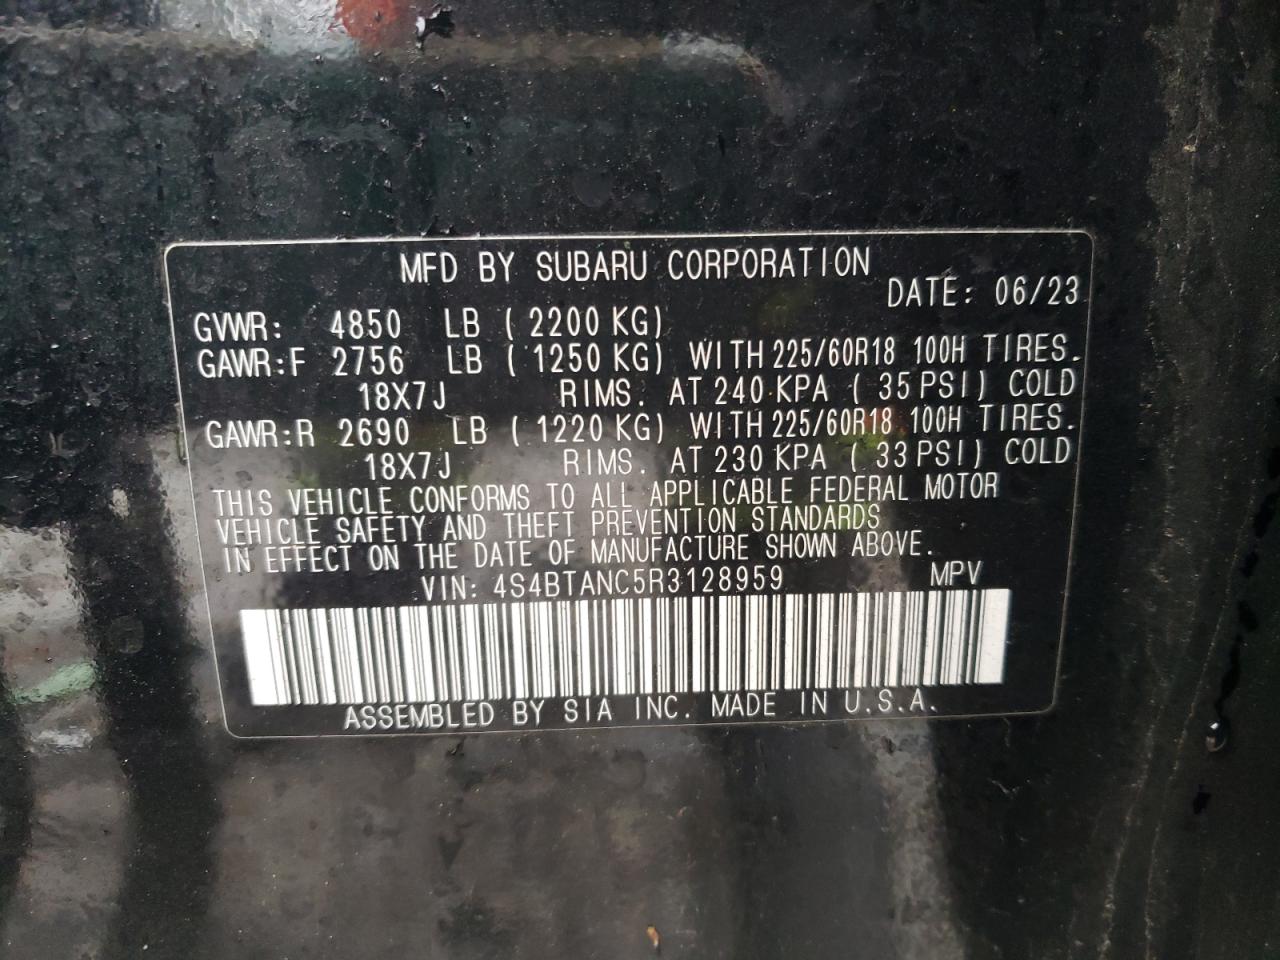 MFD BY SUBARU CORPORATION
DATE: 06/23
GVWR: 4850 LB ( 2200 KG)
GAWR:F 2756 LB ( 1250 KG) WITH 225/60R18 100H TIRES.
18X7J RIMS. AT 240 KPA ( 35 PSI) COLD
GAWR:R 2690 LB ( 1220 KG) WITH 225/60R18 100H TIRES.
18X7J RIMS. AT 230 KPA ( 33 PSI) COLD
THIS VEHICLE CONFORMS TO ALL APPLICABLE FEDERAL MOTOR
VEHICLE SAFETY AND THEFT PREVENTION STANDARDS
IN EFFECT ON THE DATE OF MANUFACTURE SHOWN ABOVE.
VIN: 4S4BTANC5R3128959 MPV
ASSEMBLED BY SIA INC. MADE IN U.S.A.